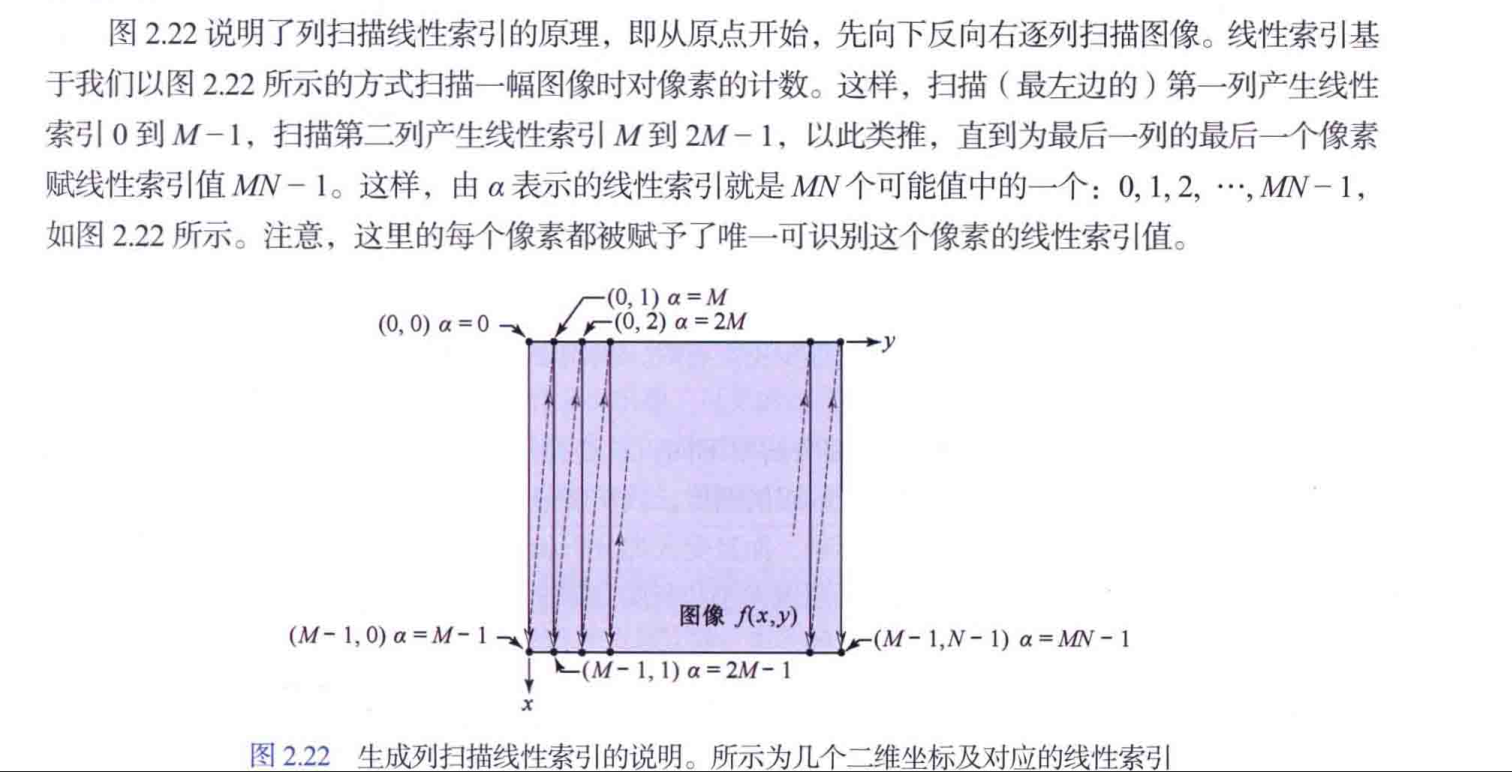 图 2.22 说明了列扫描线性索引的原理，即从原点开始，先向下反向右逐列扫描图像。线性索引基
于我们以图 2.22 所示的方式扫描一幅图像时对像素的计数。这样，扫描（最左边的）第一列产生线性
索引 0 到 M－1，扫描第二列产生线性索引 M 到 2M－1，以此类推，直到为最后一列的最后一个像素
赋线性索引值 MN－1。这样，由 α 表示的线性索引就是 MN 个可能值中的一个：0, 1, 2, ⋯, MN－1，
如图 2.22 所示。注意，这里的每个像素都被赋予了唯一可识别这个像素的线性索引值。
(0, 1) α = M
(0, 0) α = 0
(0, 2) α = 2M
y
图像 f(x,y)
(M－1, 0) α = M－1
(M－1, N－1) α = MN－1
(M－1, 1) α = 2M－1
x
图 2.22 生成列扫描线性索引的说明。所示为几个二维坐标及对应的线性索引